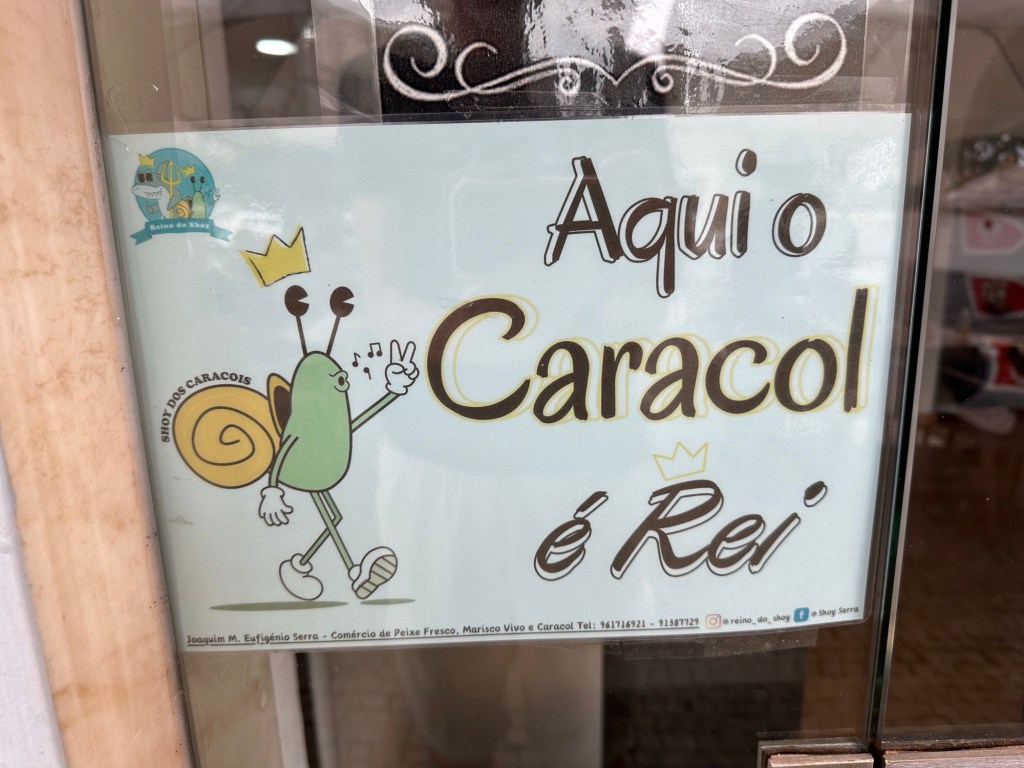 Reino do Shoy
Aqui o
Caracol
é Rei
SHOY DOS CARACOIS
Joaquim M. Eufigénio Serra - Comércio de Peixe Fresco, Marisco Vivo e Caracol Tel: 961716921 - 91387729 @reino_do_shoy @Shoy Serra